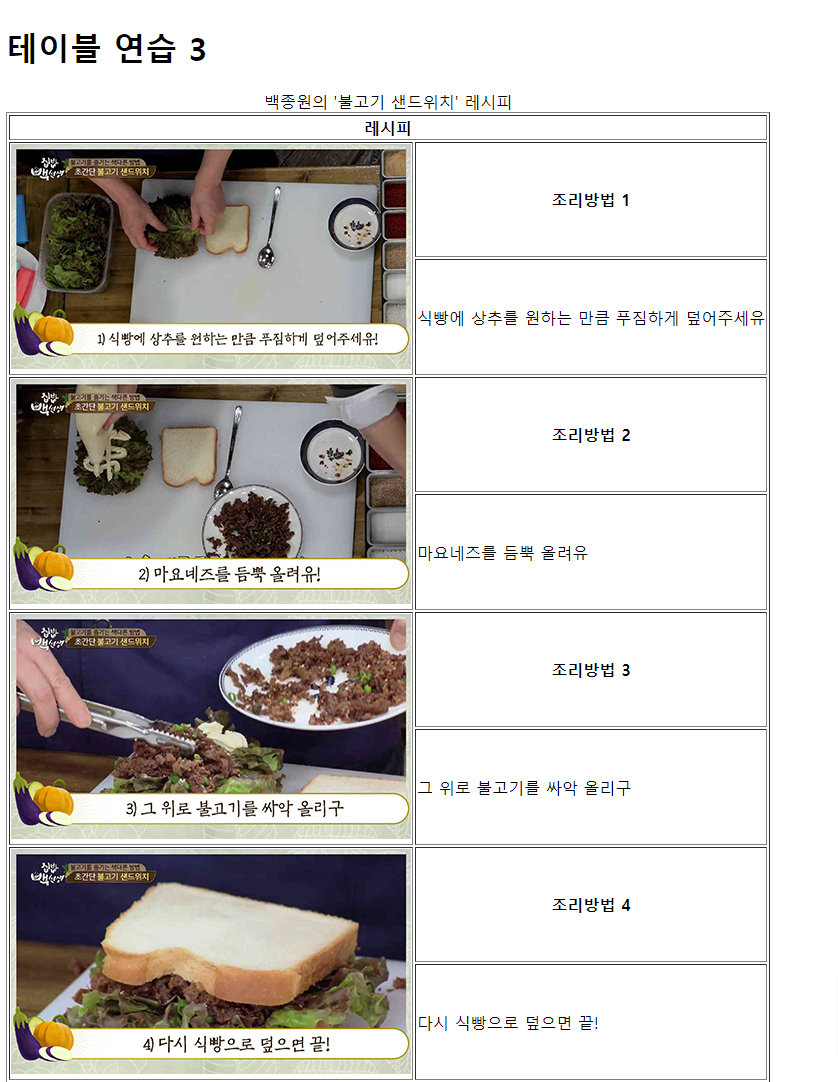 테이블 연습 3
백종원의 '불고기 샌드위치' 레시피
레시피
집밥 백선생
불고기를 즐기는 색다른 방법
초간단 불고기 샌드위치
1) 식빵에 상추를 원하는 만큼 푸짐하게 덮어주세유!
조리방법 1
식빵에 상추를 원하는 만큼 푸짐하게 덮어주세유
집밥 백선생
불고기를 즐기는 색다른 방법
초간단 불고기 샌드위치
2) 마요네즈를 듬뿍 올려유!
조리방법 2
마요네즈를 듬뿍 올려유
집밥 백선생
불고기를 즐기는 색다른 방법
초간단 불고기 샌드위치
3) 그 위로 불고기를 싸악 올리구
조리방법 3
그 위로 불고기를 싸악 올리구
집밥 백선생
불고기를 즐기는 색다른 방법
초간단 불고기 샌드위치
4) 다시 식빵으로 덮으면 끝!
조리방법 4
다시 식빵으로 덮으면 끝!